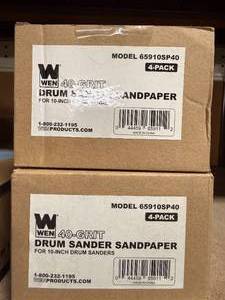 MODEL 65910SP40
4-PACK
W
WEN
40-GRIT
DRUM SANDER SANDPAPER
FOR 10-INCH DRUM SANDERS
1-800-232-1195
WENPRODUCTS.COM
MODEL 65910SP40
4-PACK
W
WEN
40-GRIT
DRUM SANDER SANDPAPER
FOR 10-INCH DRUM SANDERS
1-800-232-1195
WENPRODUCTS.COM